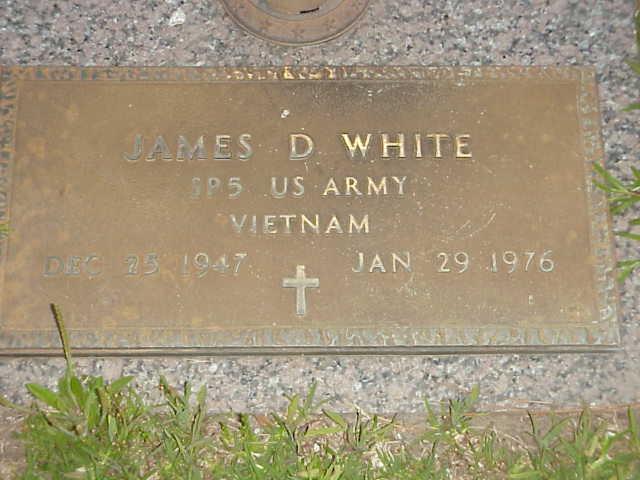 JAMES D WHITE
SP5 US ARMY
VIETNAM
DEC 25 1947 JAN 29 1976